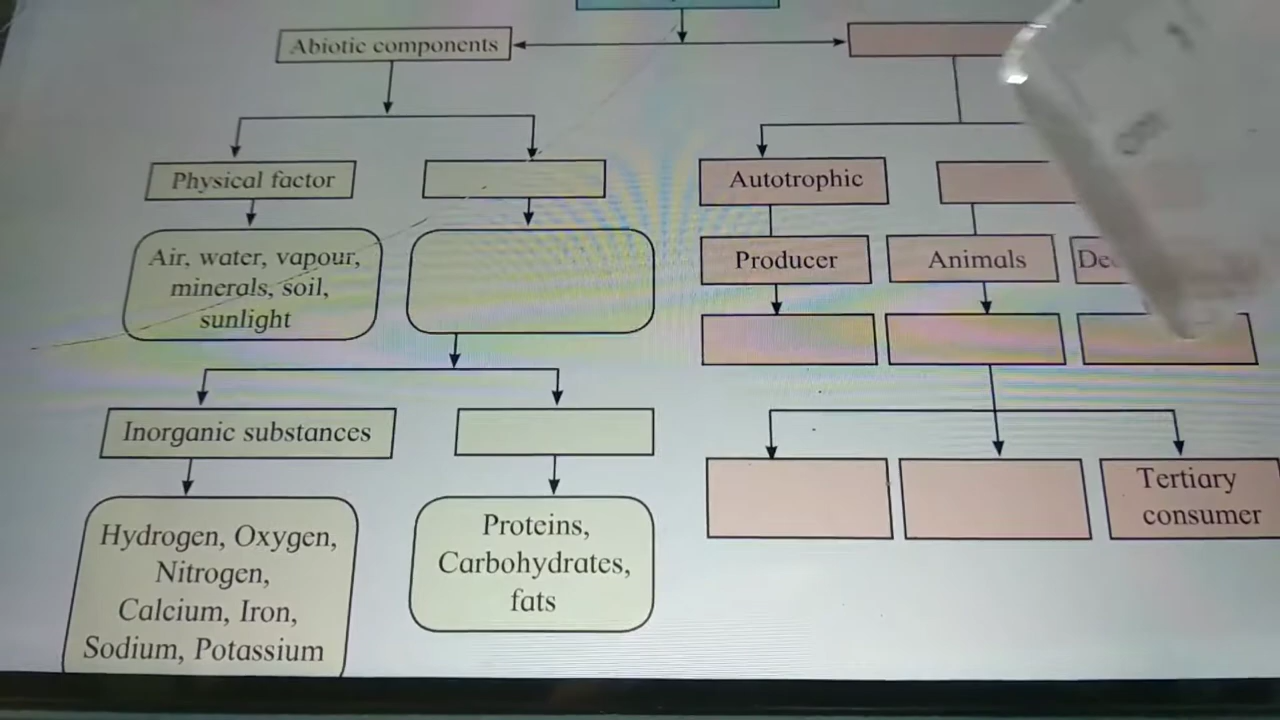 Abiotic components
Physical factor
Autotrophic
Air, water, vapour,
minerals, soil,
sunlight
Producer
Animals
Inorganic substances
Hydrogen, Oxygen,
Nitrogen,
Calcium, Iron,
Sodium, Potassium
Proteins,
Carbohydrates,
fats
Tertiary
consumer